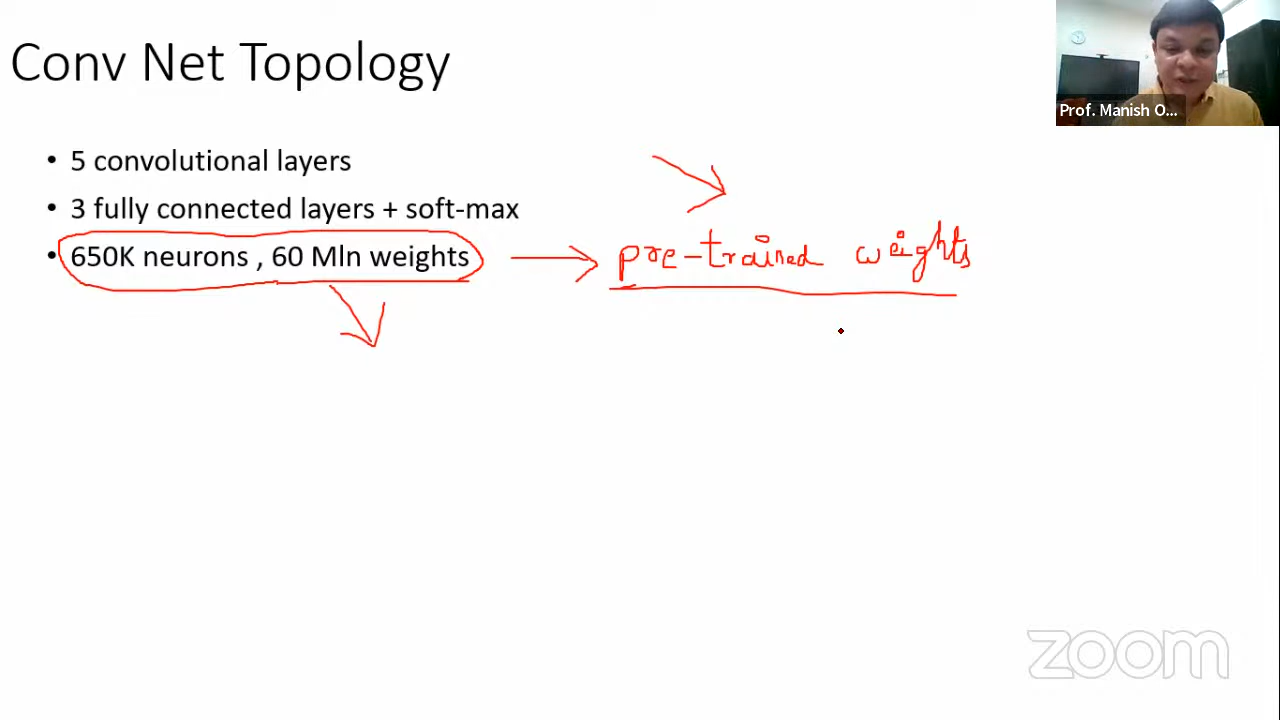 Conv Net Topology
Prof. Manish O...
• 5 convolutional layers
• 3 fully connected layers + soft-max
• 650K neurons , 60 Mln weights
pre-trained weights
zoom